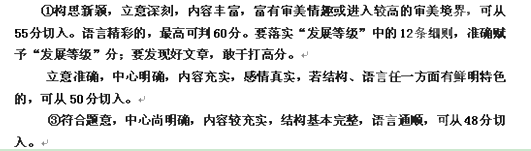 ①构思新颖，立意深刻，内容丰富，富有审美情趣或进入较高的审美境界，可从
55分切入。语言精彩的，最高可判60分。要落实“发展等级”中的12条细则，准确赋
予“发展等级”分；要发现好文章，敢于打高分。
立意准确，中心明确，内容充实，感情真实，若结构、语言任一方面有鲜明特色
的，可从50分切入。
③符合题意，中心尚明确，内容较充实，结构基本完整，语言通顺，可从48分切
入。